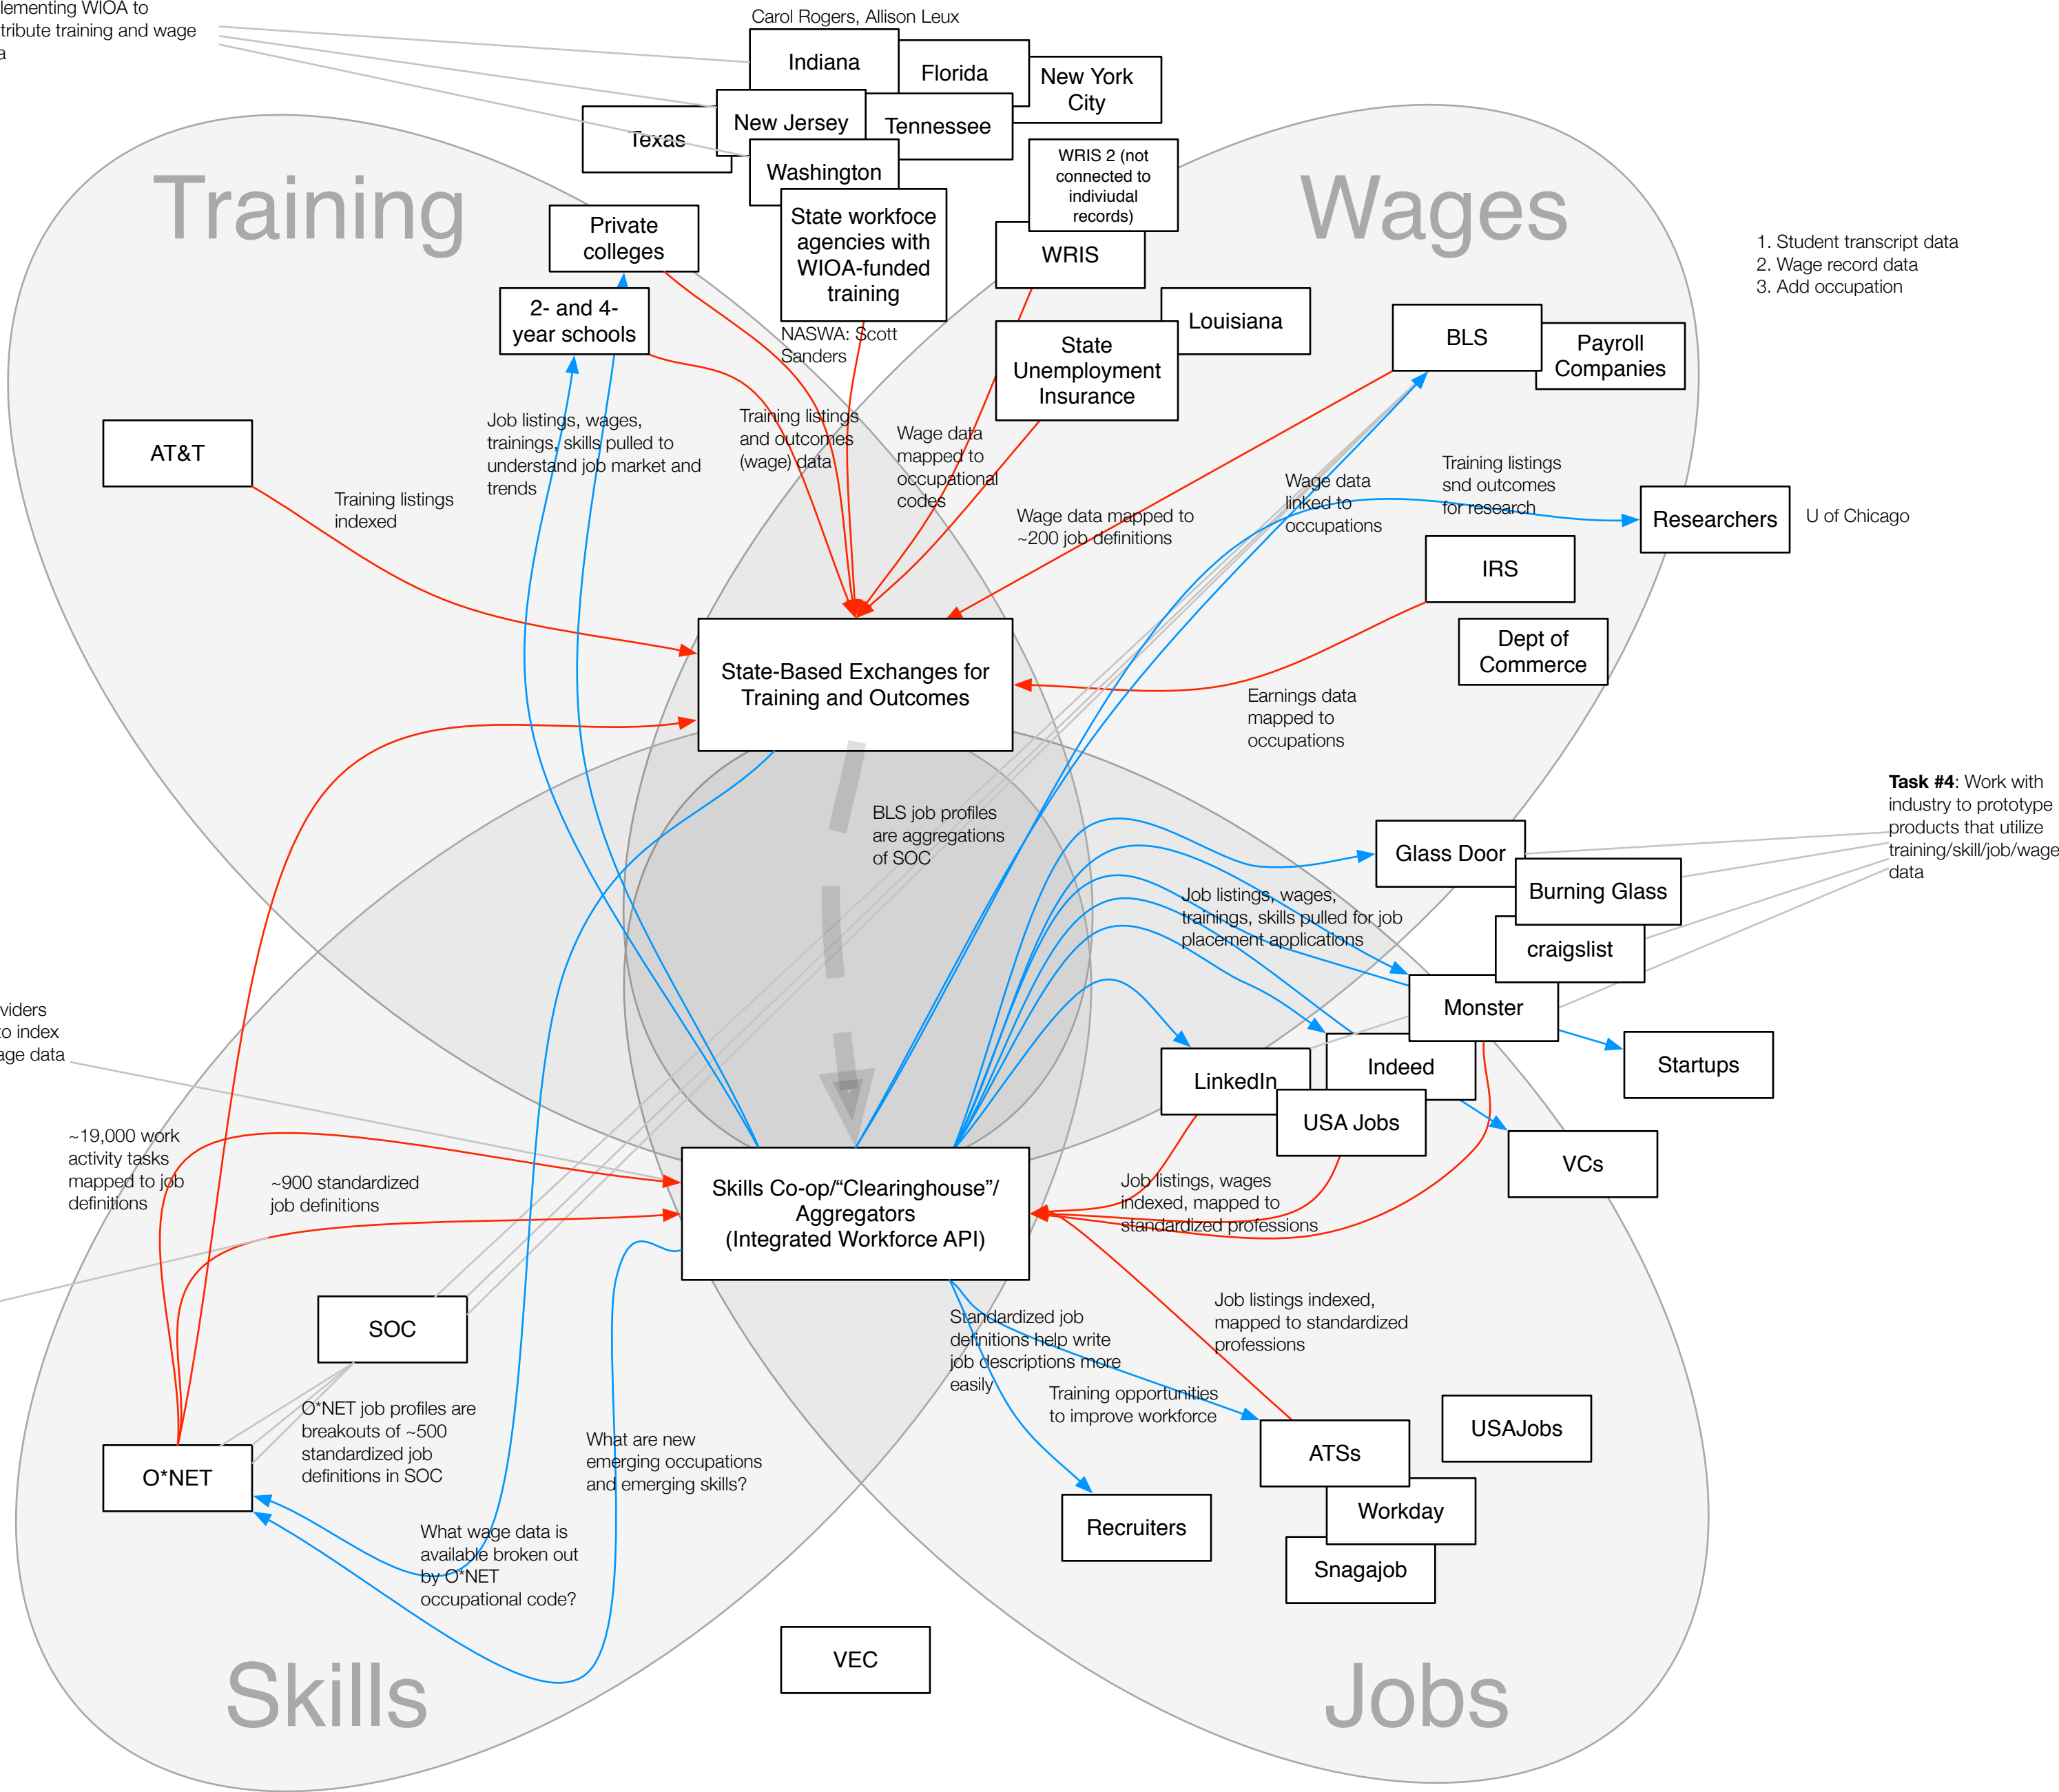 lementing WIOA to
tribute training and wage
a
Carol Rogers, Allison Leux
Indiana
Florida
New York
City
New Jersey
Tennessee
Texas
Washington
WRIS 2 (not
connected to
indiviudal
records)
Training
Wages
Private
colleges
State workfoce
agencies with
WIOA-funded
training
WRIS
1. Student transcript data
2. Wage record data
3. Add occupation
2- and 4-
year schools
NASWA: Scott
Sanders
Louisiana
State
Unemployment
Insurance
BLS
Payroll
Companies
AT&T
Job listings, wages,
trainings, skills pulled to
understand job market and
trends
Training listings
and outcomes
(wage) data
Wage data
mapped to
occupational
codes
Training listings
indexed
Wage data mapped to
~200 job definitions
Wage data
linked to
occupations
Training listings
snd outcomes
for research
Researchers
U of Chicago
IRS
Dept of
Commerce
State-Based Exchanges for
Training and Outcomes
Earnings data
mapped to
occupations
Task #4: Work with
industry to prototype
products that utilize
training/skill/job/wage
data
BLS job profiles
are aggregations
of SOC
Glass Door
Burning Glass
craigslist
Job listings, wages,
trainings, skills pulled for job
placement applications
Monster
viders
to index
age data
LinkedIn
Indeed
Startups
USA Jobs
VCs
~19,000 work
activity tasks
mapped to job
definitions
~900 standardized
job definitions
Skills Co-op/“Clearinghouse”/
Aggregators
(Integrated Workforce API)
Job listings, wages
indexed, mapped to
standardized professions
SOC
Standardized job
definitions help write
job descriptions more
easily
Job listings indexed,
mapped to standardized
professions
Training opportunities
to improve workforce
O*NET job profiles are
breakouts of ~500
standardized job
definitions in SOC
O*NET
What are new
emerging occupations
and emerging skills?
ATSs
USAJobs
Workday
Recruiters
Snagajob
What wage data is
available broken out
by O*NET
occupational code?
VEC
Skills
Jobs